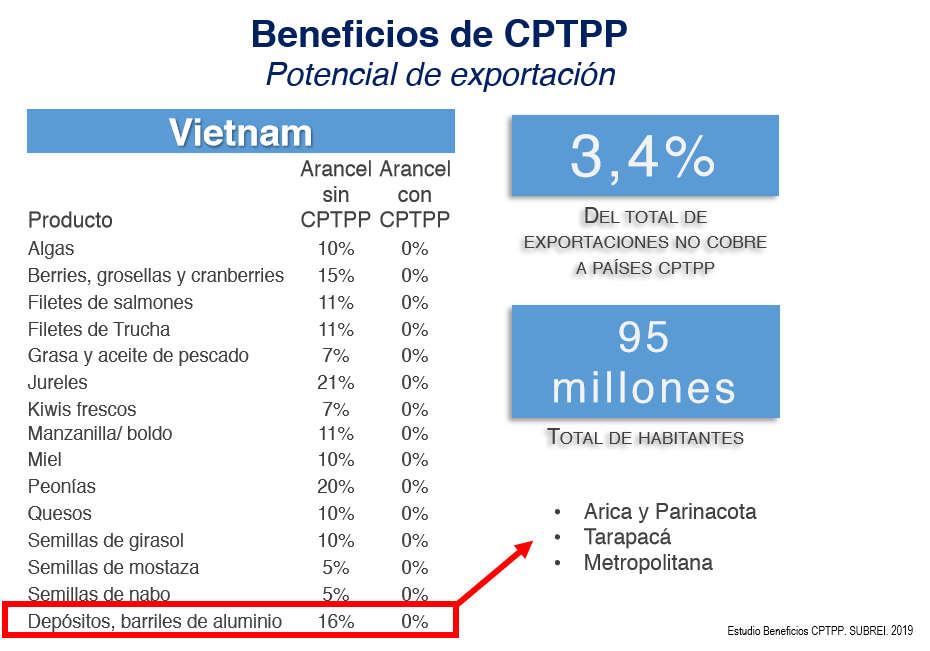 Beneficios de CPTPP
Potencial de exportación
Vietnam
Producto Arancel sin CPTPP Arancel con CPTPP
Algas 10% 0%
Berries, grosellas y cranberries 15% 0%
Filetes de salmones 11% 0%
Filetes de Trucha 11% 0%
Grasa y aceite de pescado 7% 0%
Jureles 21% 0%
Kiwis frescos 7% 0%
Manzanilla/ boldo 11% 0%
Miel 10% 0%
Peonías 20% 0%
Quesos 10% 0%
Semillas de girasol 10% 0%
Semillas de mostaza 5% 0%
Semillas de nabo 5% 0%
Depósitos, barriles de aluminio 16% 0%
3,4%
DEL TOTAL DE
EXPORTACIONES NO COBRE
A PAÍSES CPTPP
95
millones
TOTAL DE HABITANTES
• Arica y Parinacota
• Tarapacá
• Metropolitana
Estudio Beneficios CPTPP. SUBREI. 2019